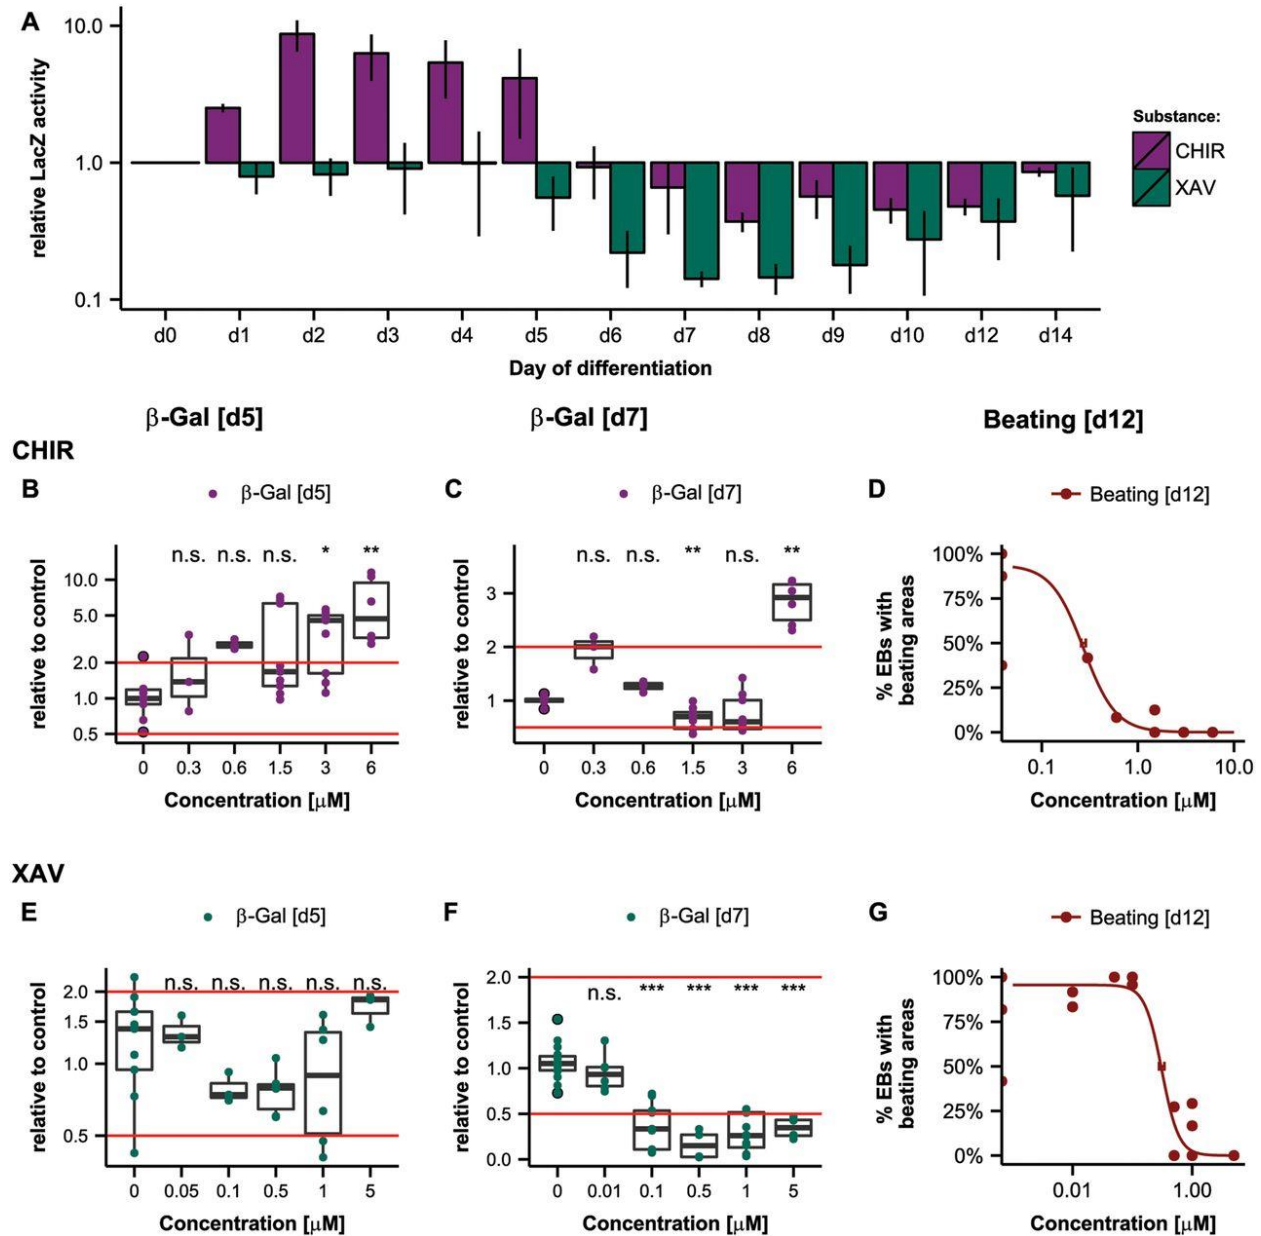 A
10.0
1.0
0.1
relative LacZ activity
d0 d1 d2 d3 d4 d5 d6 d7 d8 d9 d10 d12 d14
Day of differentiation
Substance:
CHIR
XAV
β-Gal [d5] β-Gal [d7] Beating [d12]
CHIR
B
β-Gal [d5]
n.s. n.s. n.s. * **
10.0
5.0
2.0
1.0
0.5
relative to control
0 0.3 0.6 1.5 3 6
Concentration [μM]
C
β-Gal [d7]
n.s. n.s. ** n.s. **
3
2
1
relative to control
0 0.3 0.6 1.5 3 6
Concentration [μM]
D
Beating [d12]
100%
75%
50%
25%
0%
% EBs with
beating areas
0.1 1.0 10.0
Concentration [μM]
XAV
E
β-Gal [d5]
n.s. n.s. n.s. n.s. n.s.
2.0
1.5
1.0
0.5
relative to control
0 0.05 0.1 0.5 1 5
Concentration [μM]
F
β-Gal [d7]
n.s. *** *** *** ***
2.0
1.5
1.0
0.5
0.0
relative to control
0 0.01 0.1 0.5 1 5
Concentration [μM]
G
Beating [d12]
100%
75%
50%
25%
0%
% EBs with
beating areas
0.01 1.00
Concentration [μM]